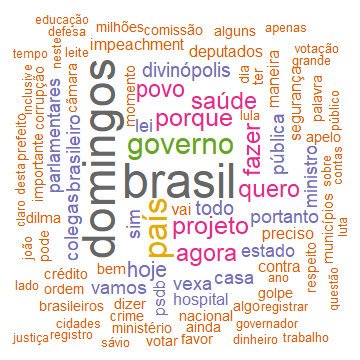 educação
milhões
comissão
alguns
apenas
defesa
impeachment
deputados
votação
tempo
neste
leite
grande
divinópolis
dia
ter
maneira
inclusive
corrupção
câmara
momento
povo
saúde
segurança
palavra
público
parlamentares
porque
lei
lula
apelo
domingos
governo
fazer
pública
contas
claro
desta
prefeito
importante
brasileiro
brasil
quero
ministro
sobre
municípios
dilma
colegas
sim
país
vai
todo
portanto
luta
projeto
preciso
joão
pode
agora
estado
respeito
bem
hoje
contra
questão
crédito
psdb
vexa
casa
ano
lado
ordem
vamos
hospital
golpe
brasileiros
dizer
algo
registrar
crime
nacional
governador
cidades
ministério
ainda
justiça
registro
votar
favor
dinheiro
trabalho
sávio